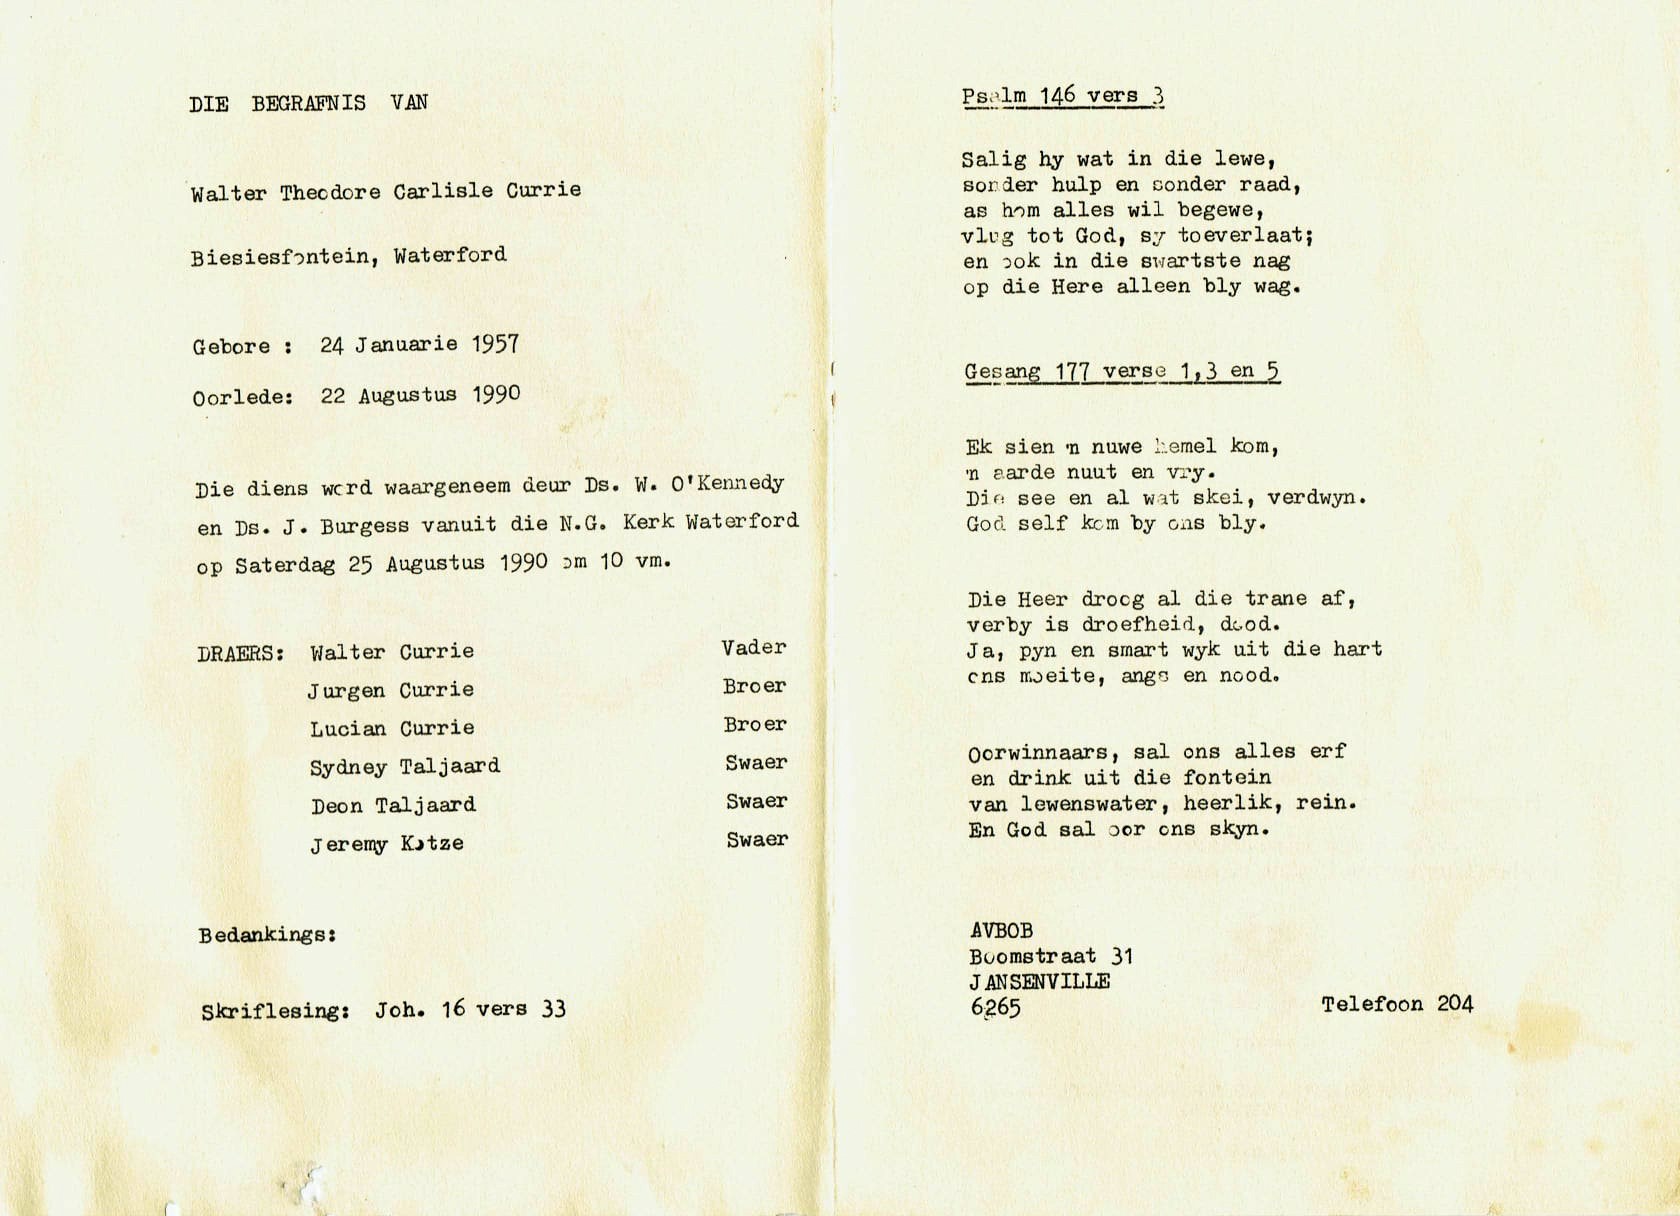 DIE BEGRAFNIS VAN
Walter Theodore Carlisle Currie
Biesiesfontein, Waterford
Gebore : 24 Januarie 1957
Oorlede: 22 Augustus 1990
Die diens word waargeneem deur Ds. W. O'Kennedy
en Ds. J. Burgess vanuit die N.G. Kerk Waterford
op Saterdag 25 Augustus 1990 om 10 vm.
DRAERS: Walter Currie Vader
Jurgen Currie Broer
Lucian Currie Broer
Sydney Taljaard Swaer
Deon Taljaard Swaer
Jeremy Kotze Swaer
Bedankings:
Skriflesing: Joh. 16 vers 33
Psalm 146 vers 3
Salig hy wat in die lewe,
sonder hulp en sonder raad,
as hom alles wil begewe,
vlug tot God, sy toeverlaat;
en ook in die swartste nag
op die Here alleen bly wag.
Gesang 177 verse 1,3 en 5
Ek sien 'n nuwe hemel kom,
'n aarde nuut en vry.
Die see en al wat skei, verdwyn.
God self kom by ons bly.
Die Heer droog al die trane af,
verby is droefheid, dood.
Ja, pyn en smart wyk uit die hart
ons moeite, angs en nood.
Oorwinnaars, sal ons alles erf
en drink uit die fontein
van lewenswater, heerlik, rein.
En God sal oor ons skyn.
AVBOB
Boomstraat 31
JANSENVILLE
6265 Telefoon 204